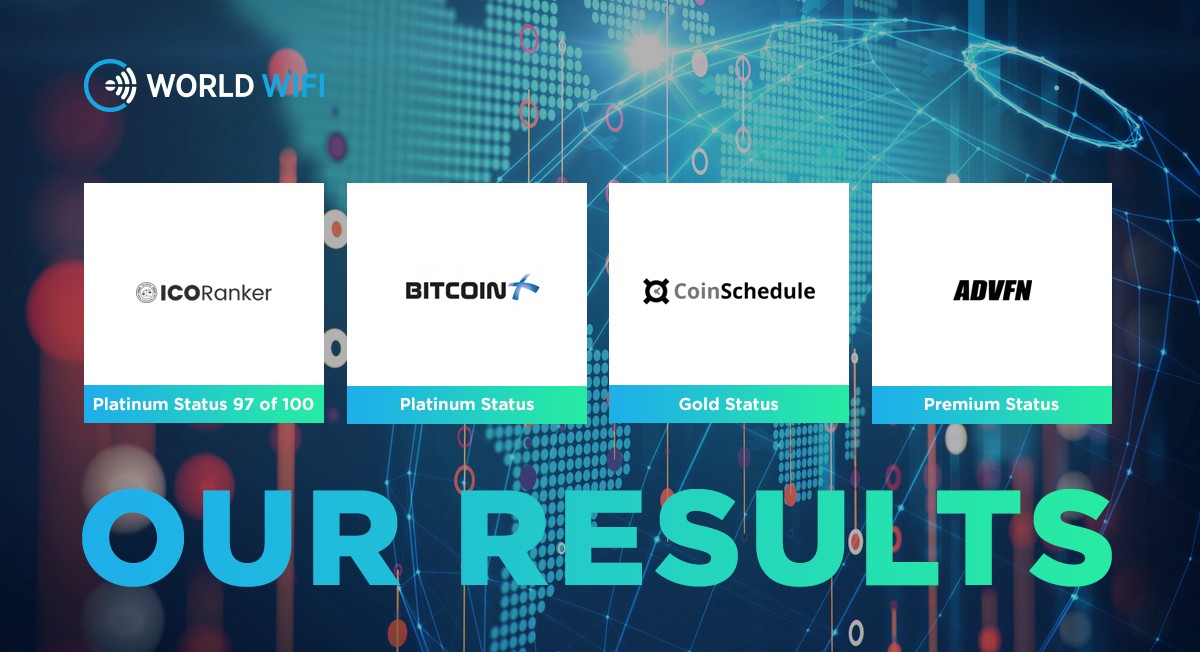 WORLD WIFI
ICORanker
BITCOIN
CoinSchedule
ADVFN
Platinum Status 97 of 100
Platinum Status
Gold Status
Premium Status
OUR RESULTS